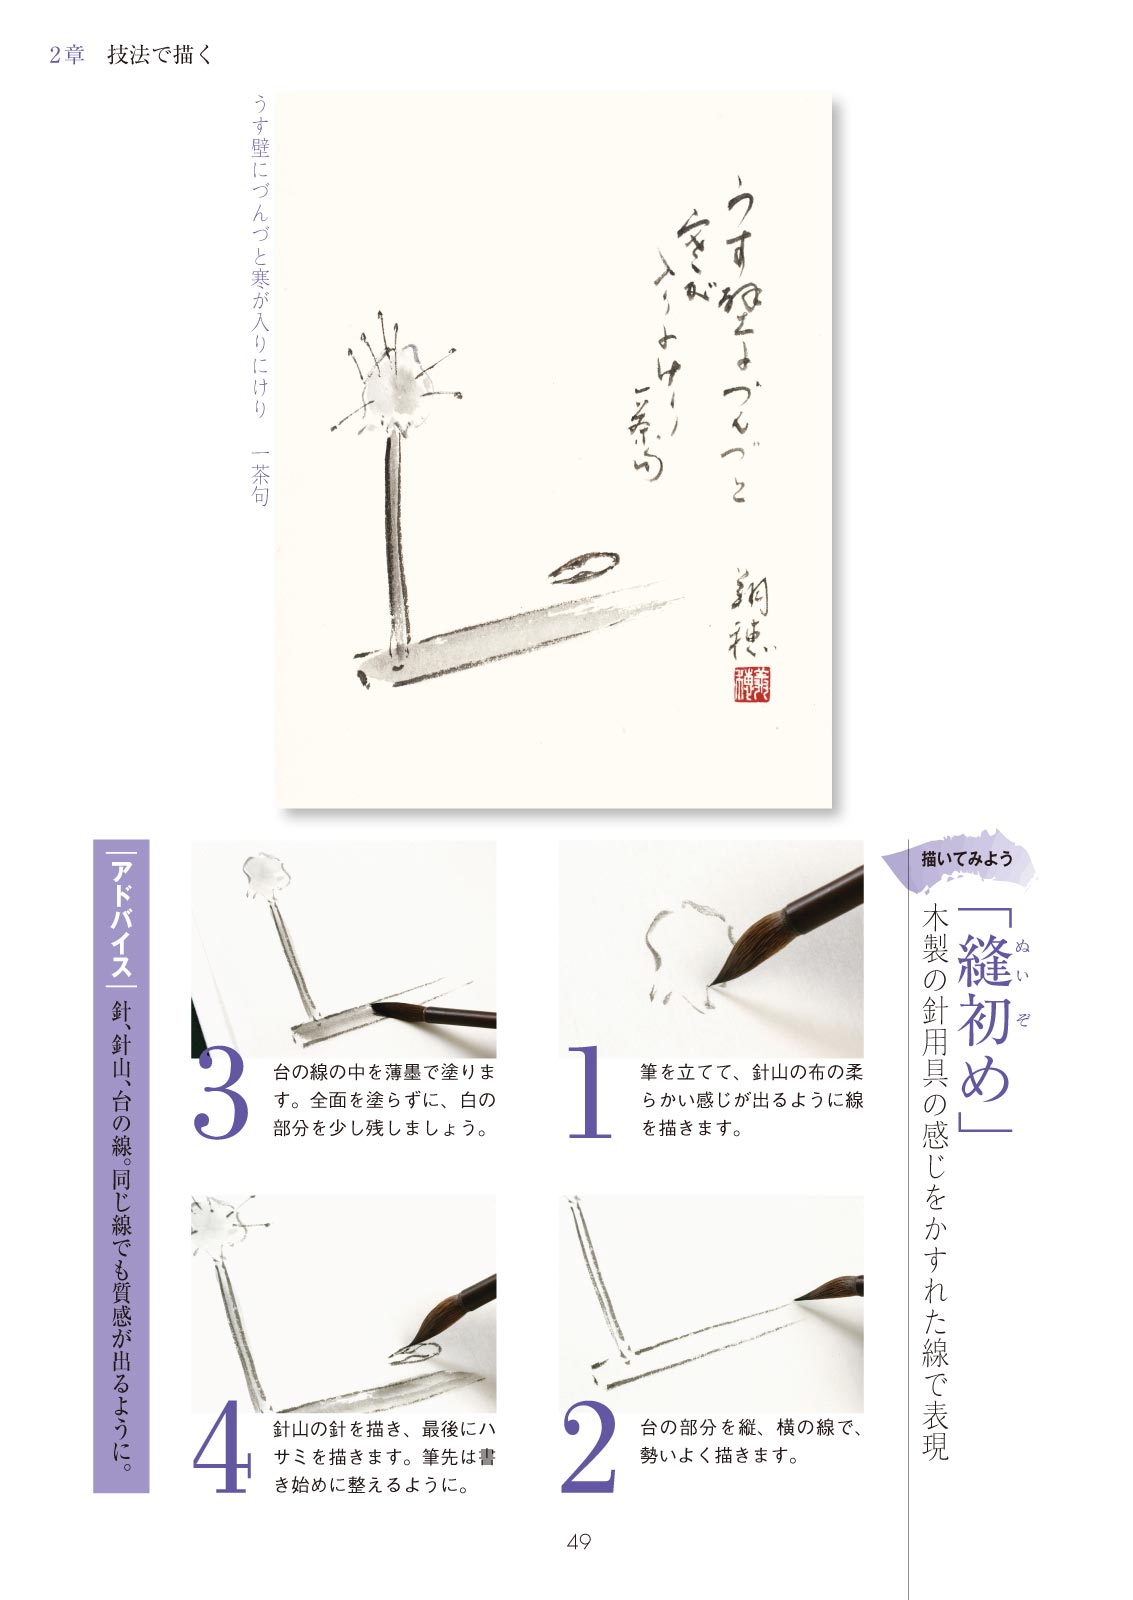 2章 技法で描く
うす壁にづんづと寒が入りにけり 一茶句
うす壁に づんづと
寒が
入りにけり
一茶句
翔穂
描いてみよう
「縫初め」
ぬいぞ
木製の針用具の感じをかすれた線で表現
1
筆を立てて、針山の布の柔
らかい感じが出るように線
を描きます。
2
台の部分を縦、横の線で、
勢いよく描きます。
3
台の線の中を薄墨で塗りま
す。全面を塗らずに、白の
部分を少し残しましょう。
4
針山の針を描き、最後にハ
サミを描きます。筆先は書
き始めに整えるように。
アドバイス
針、針山、台の線。同じ線でも質感が出るように。
49